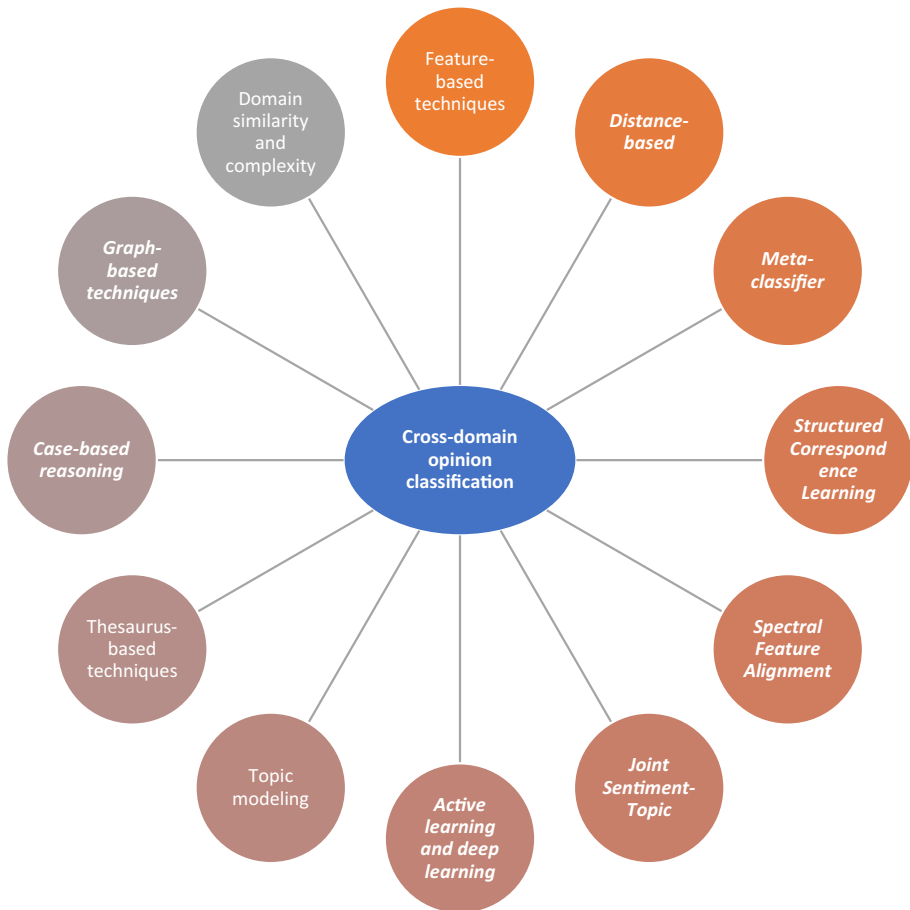 Feature-
based
techniques
Distance-
based
Meta-
classifier
Structured
Correspond
ence
Learning
Spectral
Feature
Alignment
Joint
Sentiment-
Topic
Active
learning
and deep
learning
Topic
modeling
Thesaurus-
based
techniques
Case-based
reasoning
Graph-
based
techniques
Domain
similarity
and
complexity
Cross-domain
opinion
classification